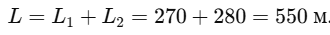 L = L₁ + L₂ = 270 + 280 = 550 м.